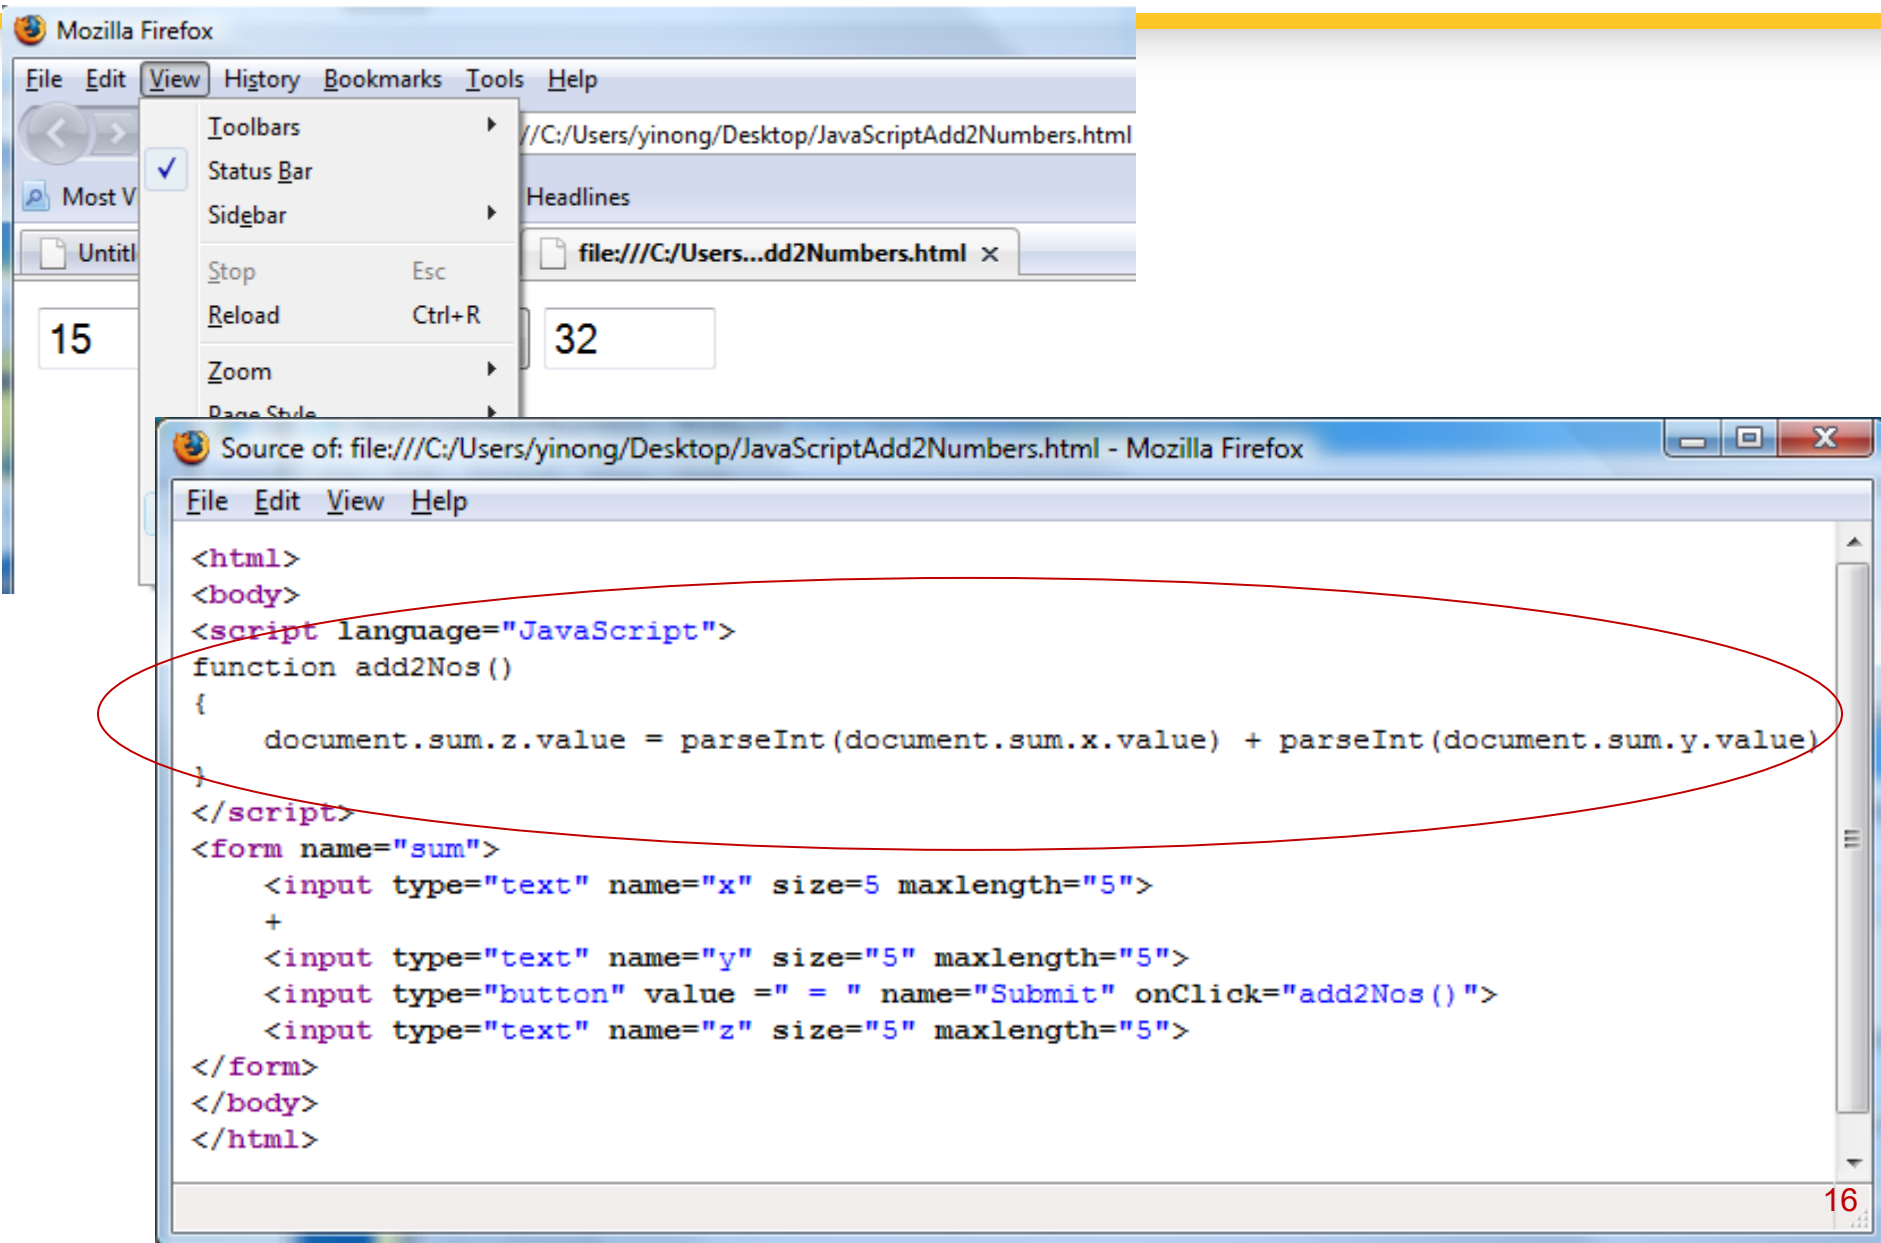 Mozilla Firefox
File Edit View History Bookmarks Tools Help
Toolbars
//C:/Users/yinong/Desktop/JavaScriptAdd2Numbers.html
Status Bar
Most V
Headlines
Sidebar
Untitl
file:///C:/Users...dd2Numbers.html
Stop Esc
Reload Ctrl+R
15
32
Zoom
Page Style
Source of: file:///C:/Users/yinong/Desktop/JavaScriptAdd2Numbers.html - Mozilla Firefox
File Edit View Help
<html>
<body>
<script language="JavaScript">
function add2Nos()
{
document.sum.z.value = parseInt(document.sum.x.value) + parseInt(document.sum.y.value)
}
</script>
<form name="sum">
<input type="text" name="x" size=5 maxlength="5">
+
<input type="text" name="y" size="5" maxlength="5">
<input type="button" value =" = " name="Submit" onClick="add2Nos()">
<input type="text" name="z" size="5" maxlength="5">
</form>
</body>
</html>
16